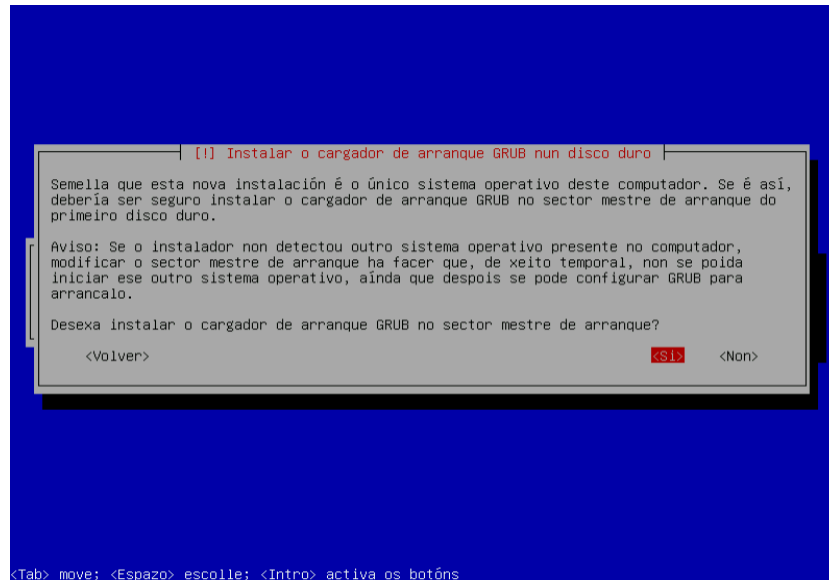 [!] Instalar o cargador de arranque GRUB nun disco duro
Semella que esta nova instalación é o único sistema operativo deste computador. Se é así,
debería ser seguro instalar o cargador de arranque GRUB no sector mestre de arranque do
primeiro disco duro.
Aviso: Se o instalador non detectou outro sistema operativo presente no computador,
modificar o sector mestre de arranque ha facer que, de xeito temporal, non se poida
iniciar ese outro sistema operativo, aínda que despois se pode configurar GRUB para
arrancalo.
Desexa instalar o cargador de arranque GRUB no sector mestre de arranque?
<Volver> <Si> <Non>
<Tab> move; <Espazo> escolle; <Intro> activa os botóns